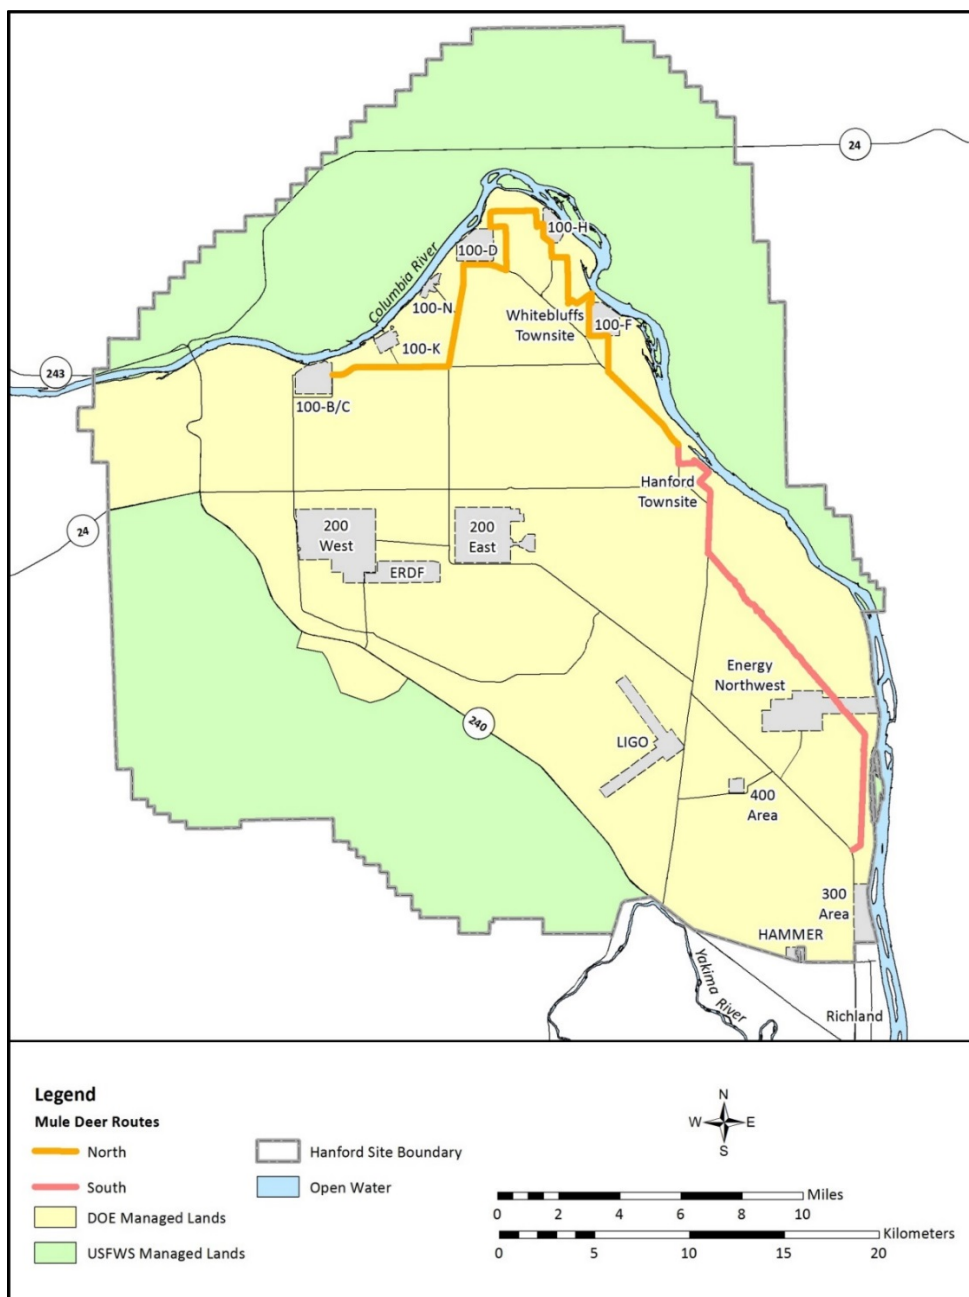 24
100-H
100-D
Columbia River
100-N
Whitebluffs
Townsite
100-F
100-K
243
100-B/C
Hanford
Townsite
24
200
West
200
East
ERDF
Energy
Northwest
240
LIGO
400
Area
300
Area
HAMMER
Yakima
River
Richland
Legend
Mule Deer Routes
North
South
DOE Managed Lands
USFWS Managed Lands
Hanford Site Boundary
Open Water
N
W E
S
Miles
0 2 4 6 8 10
Kilometers
0 5 10 15 20